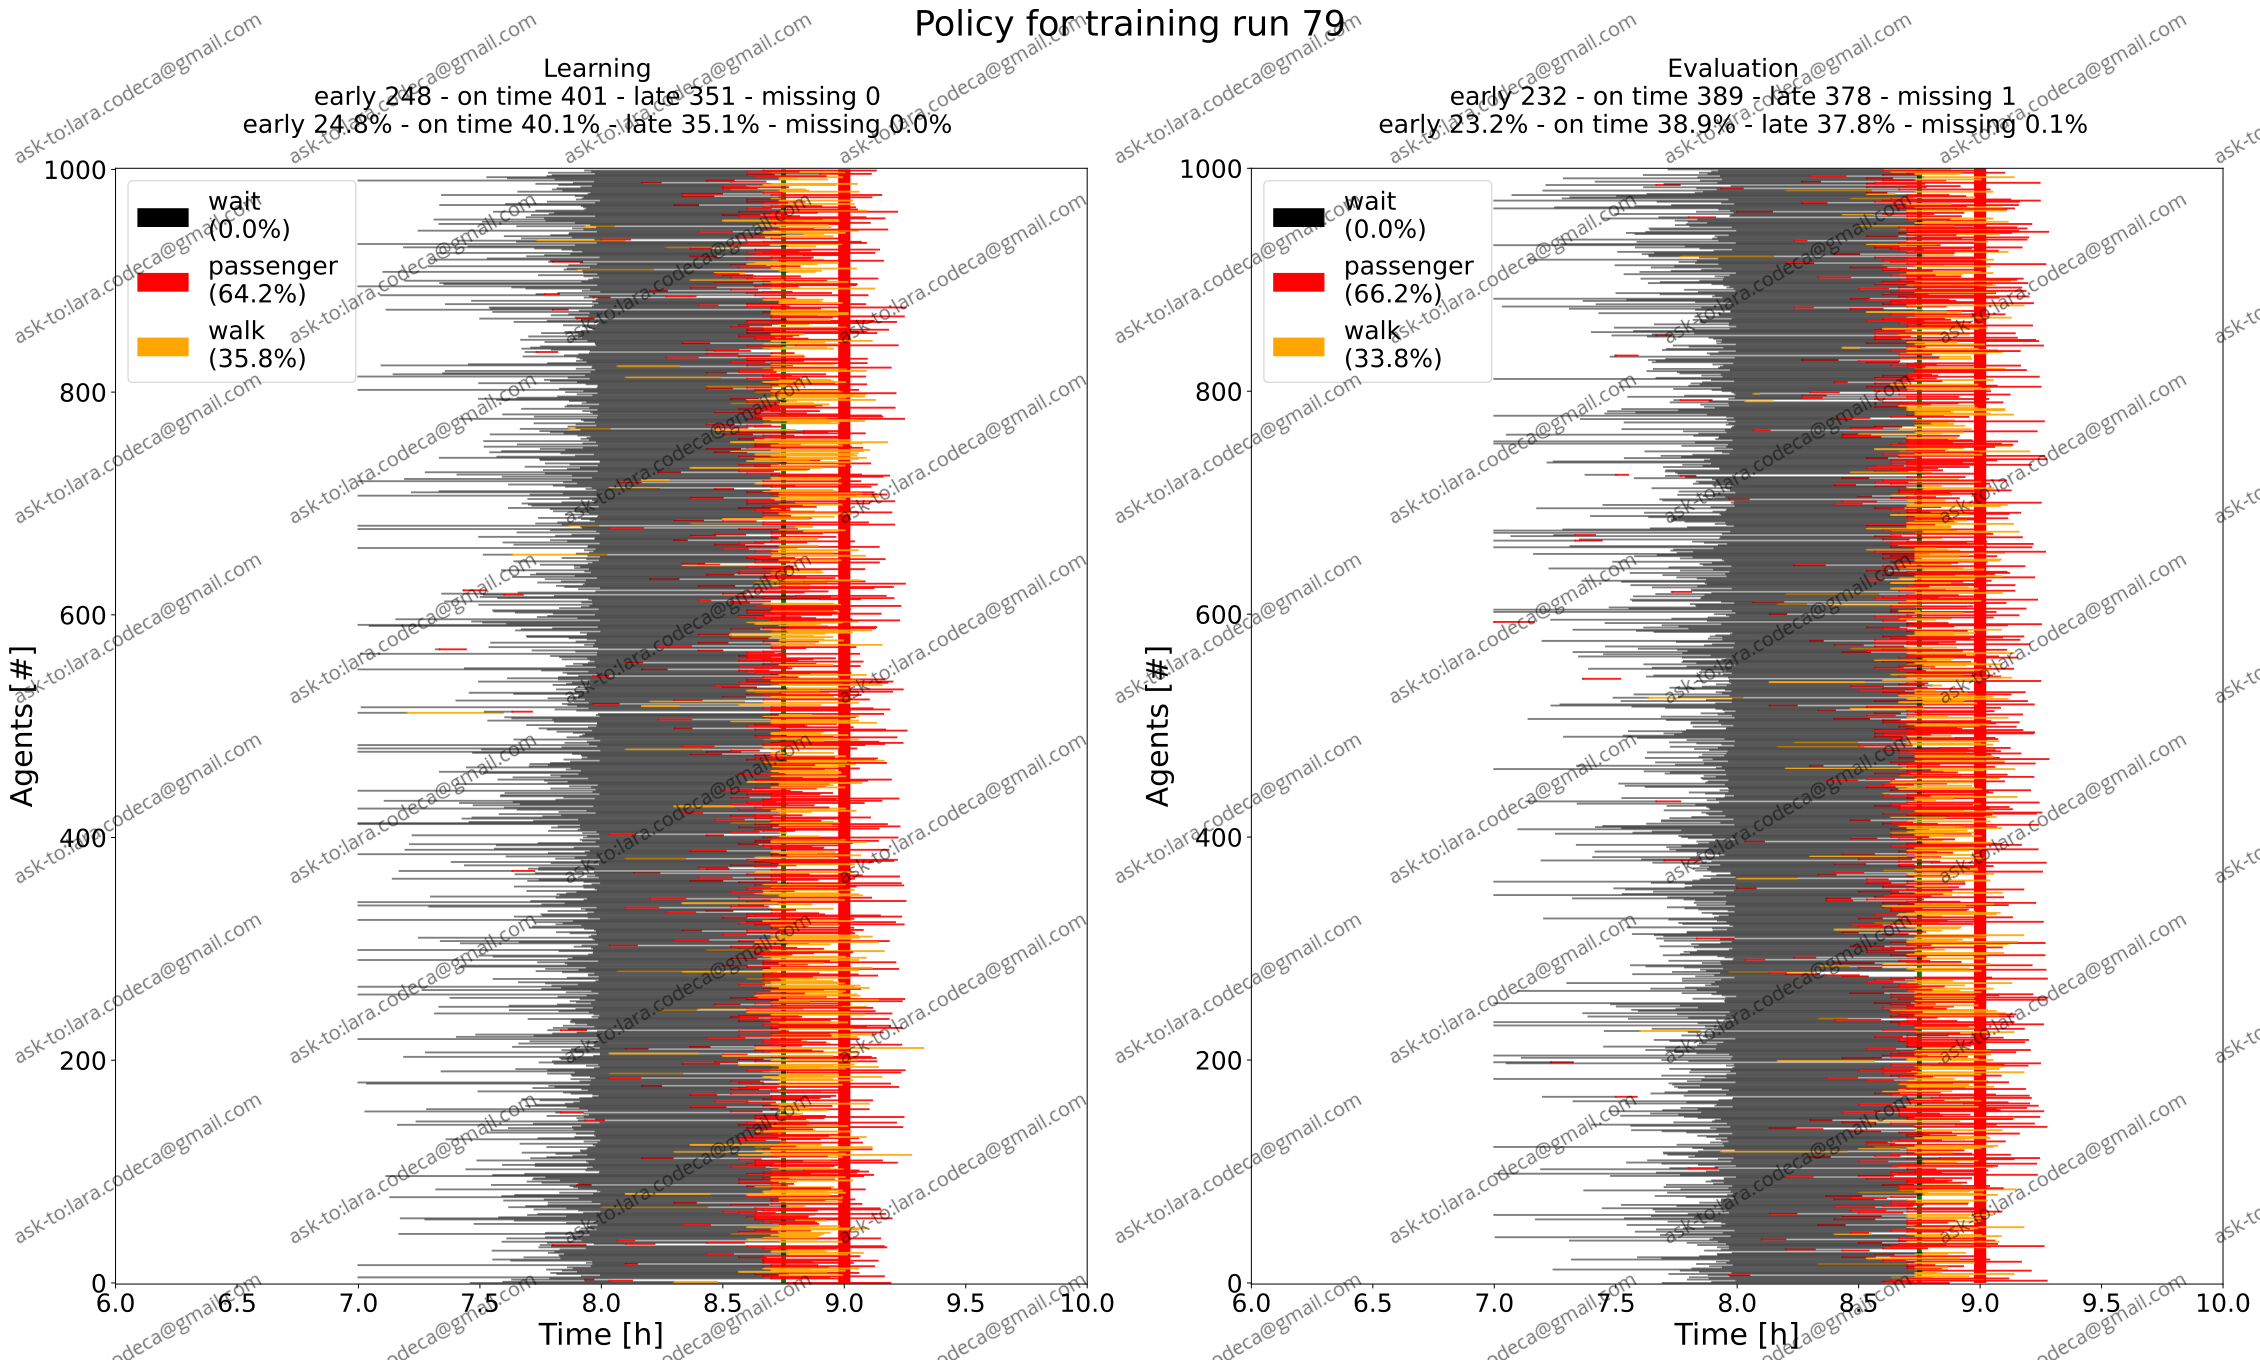 Policy for training run 79
Learning
early 248 - on time 401 - late 351 - missing 0
early 24.8% - on time 40.1% - late 35.1% - missing 0.0%
1000
800
600
400
200
0
Agents [#]
wait
(0.0%)
passenger
(64.2%)
walk
(35.8%)
6.0 6.5 7.0 7.5 8.0 8.5 9.0 9.5 10.0
Time [h]
Evaluation
early 232 - on time 389 - late 378 - missing 1
early 23.2% - on time 38.9% - late 37.8% - missing 0.1%
1000
800
600
400
200
0
Agents [#]
wait
(0.0%)
passenger
(66.2%)
walk
(33.8%)
6.0 6.5 7.0 7.5 8.0 8.5 9.0 9.5 10.0
Time [h]
ask-to:lara.codeca@gmail.com